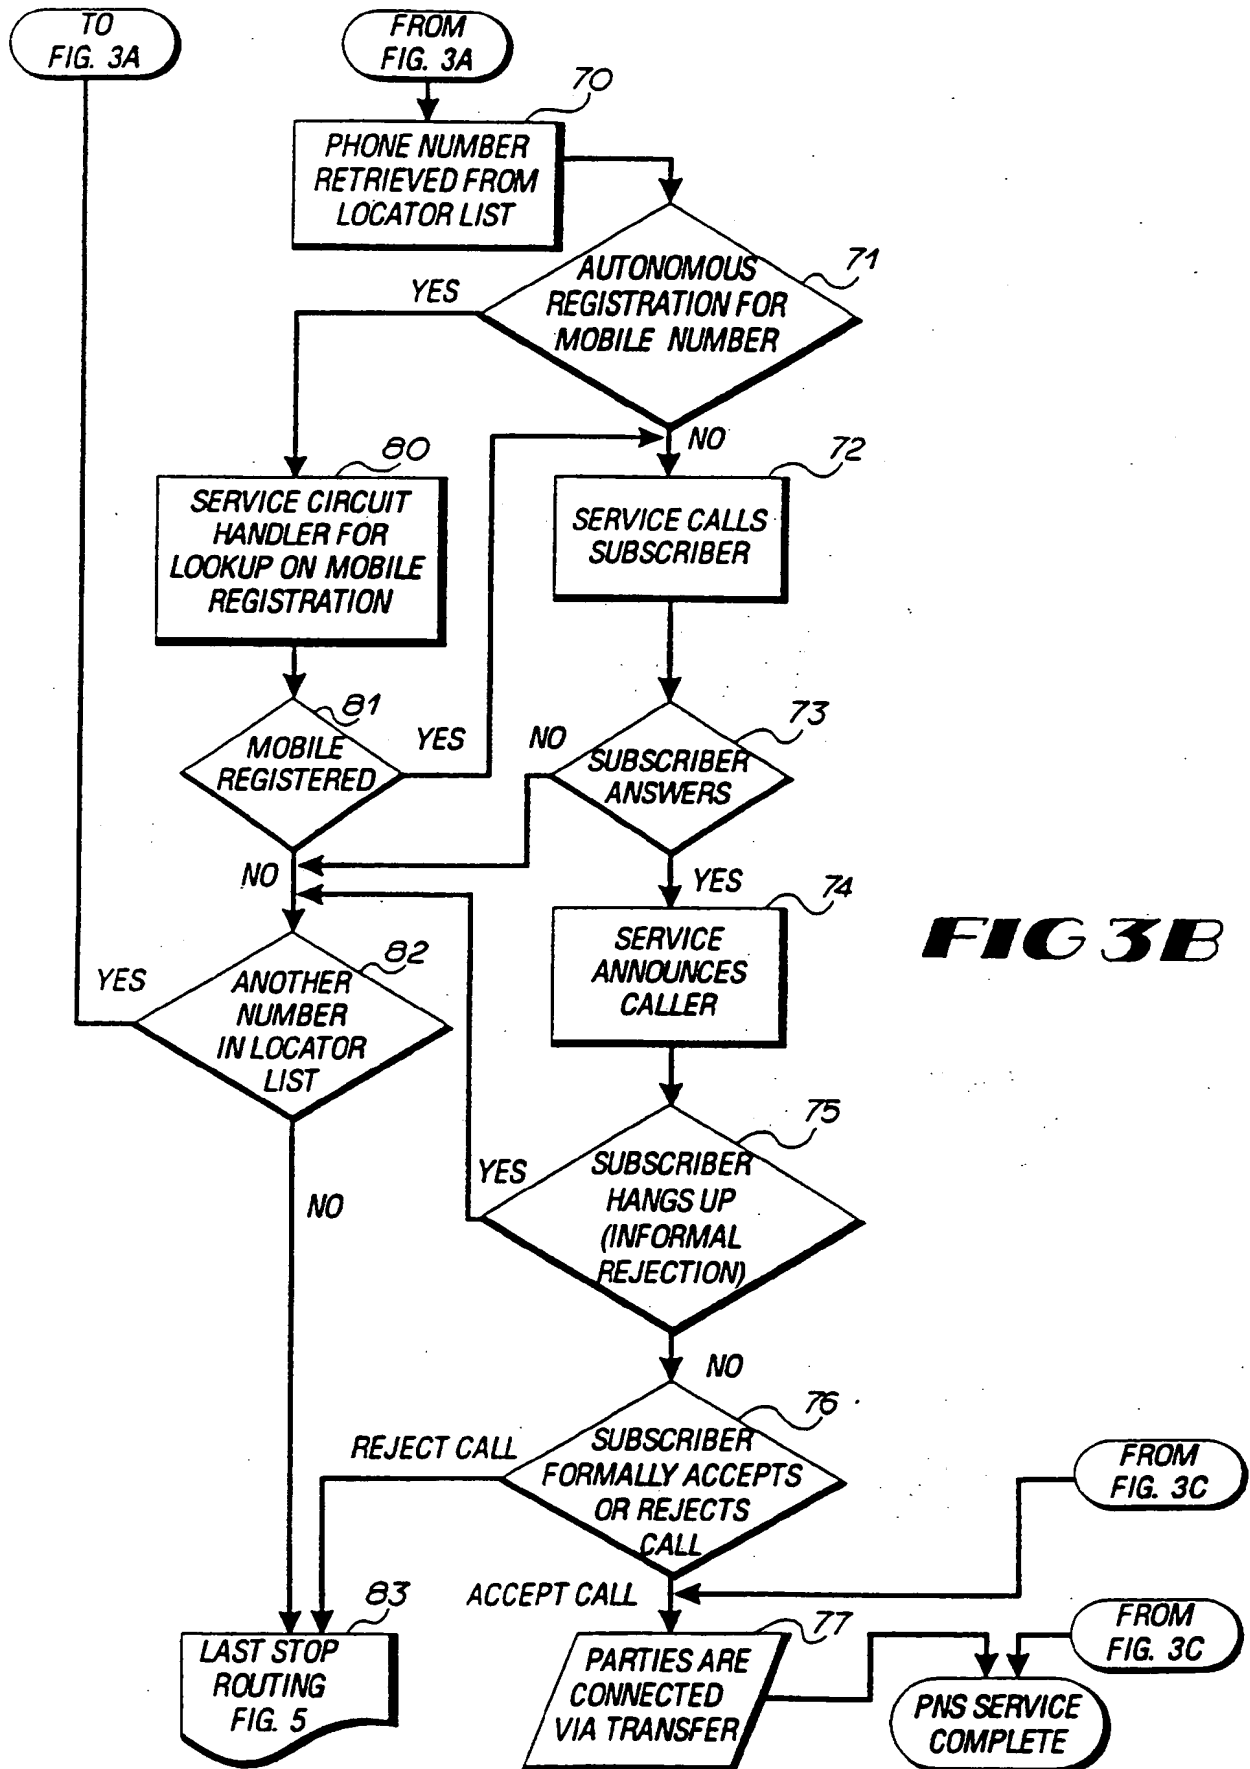 TO
FIG. 3A
FROM
FIG. 3A
70
PHONE NUMBER
RETRIEVED FROM
LOCATOR LIST
71
AUTONOMOUS
REGISTRATION FOR
MOBILE NUMBER
YES
NO
80
SERVICE CIRCUIT
HANDLER FOR
LOOKUP ON MOBILE
REGISTRATION
72
SERVICE CALLS
SUBSCRIBER
81
MOBILE
REGISTERED
YES
NO
73
SUBSCRIBER
ANSWERS
NO
YES
74
SERVICE
ANNOUNCES
CALLER
FIG 3B
82
YES
ANOTHER
NUMBER
IN LOCATOR
LIST
NO
75
YES
SUBSCRIBER
HANGS UP
(INFORMAL
REJECTION)
NO
76
REJECT CALL
SUBSCRIBER
FORMALLY ACCEPTS
OR REJECTS
CALL
FROM
FIG. 3C
ACCEPT CALL
83
LAST STOP
ROUTING
FIG. 5
77
PARTIES ARE
CONNECTED
VIA TRANSFER
FROM
FIG. 3C
PNS SERVICE
COMPLETE